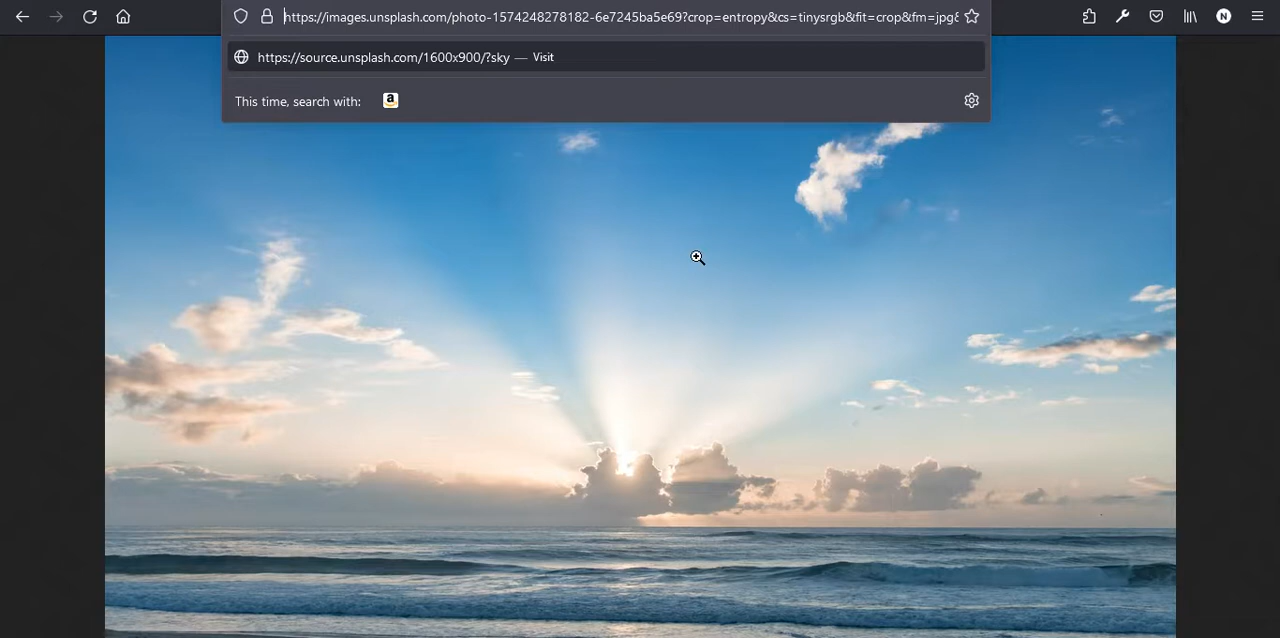 https://images.unsplash.com/photo-1574248278182-6e7245ba5e69?crop=entropy&cs=tinysrgb&fit=crop&fm=jpg&
https://source.unsplash.com/1600x900/?sky — Visit
This time, search with: a
N